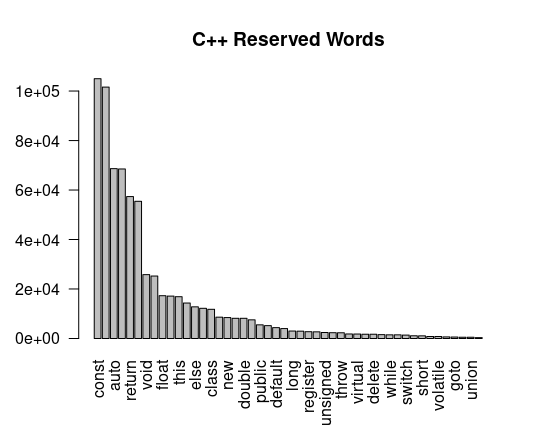 C++ Reserved Words
1e+05
8e+04
6e+04
4e+04
2e+04
0e+00
const
auto
return
void
float
this
else
class
new
double
public
default
long
register
unsigned
throw
virtual
delete
while
switch
short
volatile
goto
union